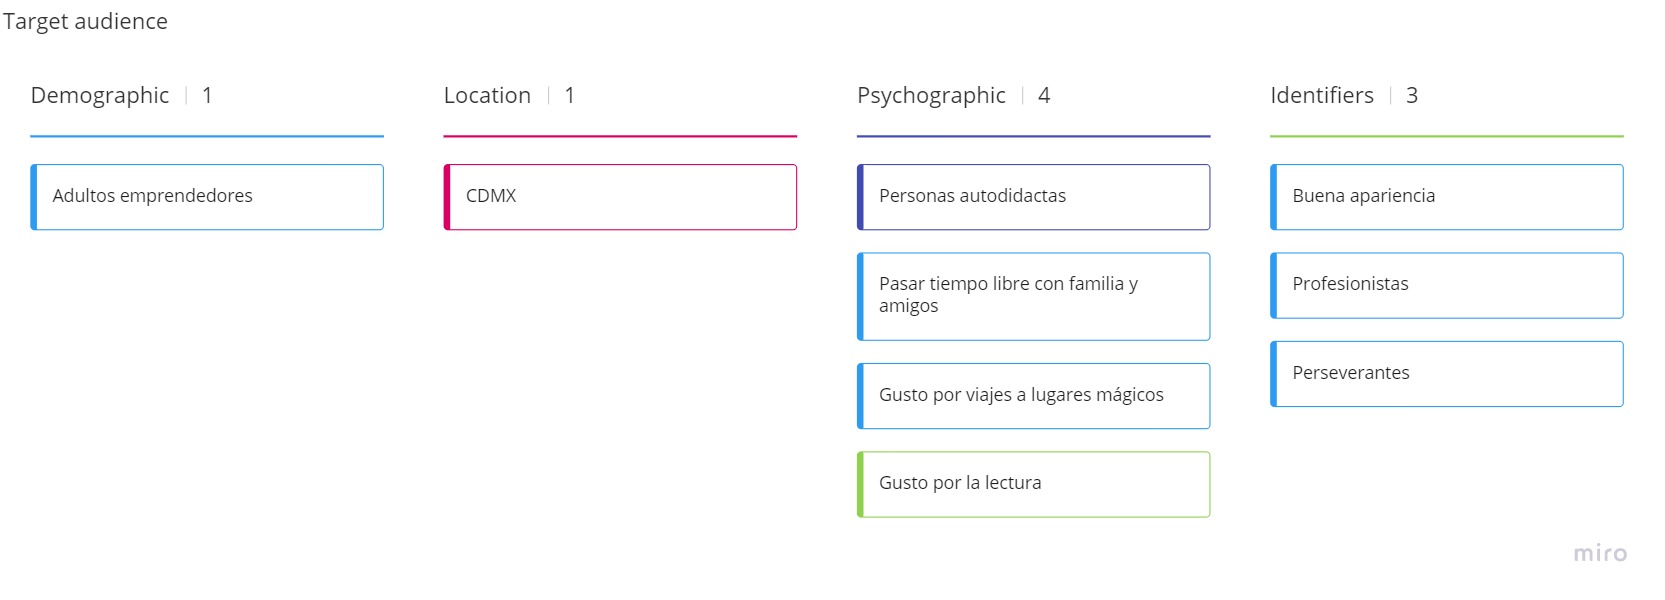 Target audience
Demographic | 1
Adultos emprendedores
Location | 1
CDMX
Psychographic | 4
Personas autodidactas
Pasar tiempo libre con familia y
amigos
Gusto por viajes a lugares mágicos
Gusto por la lectura
Identifiers | 3
Buena apariencia
Profesionistas
Perseverantes
miro